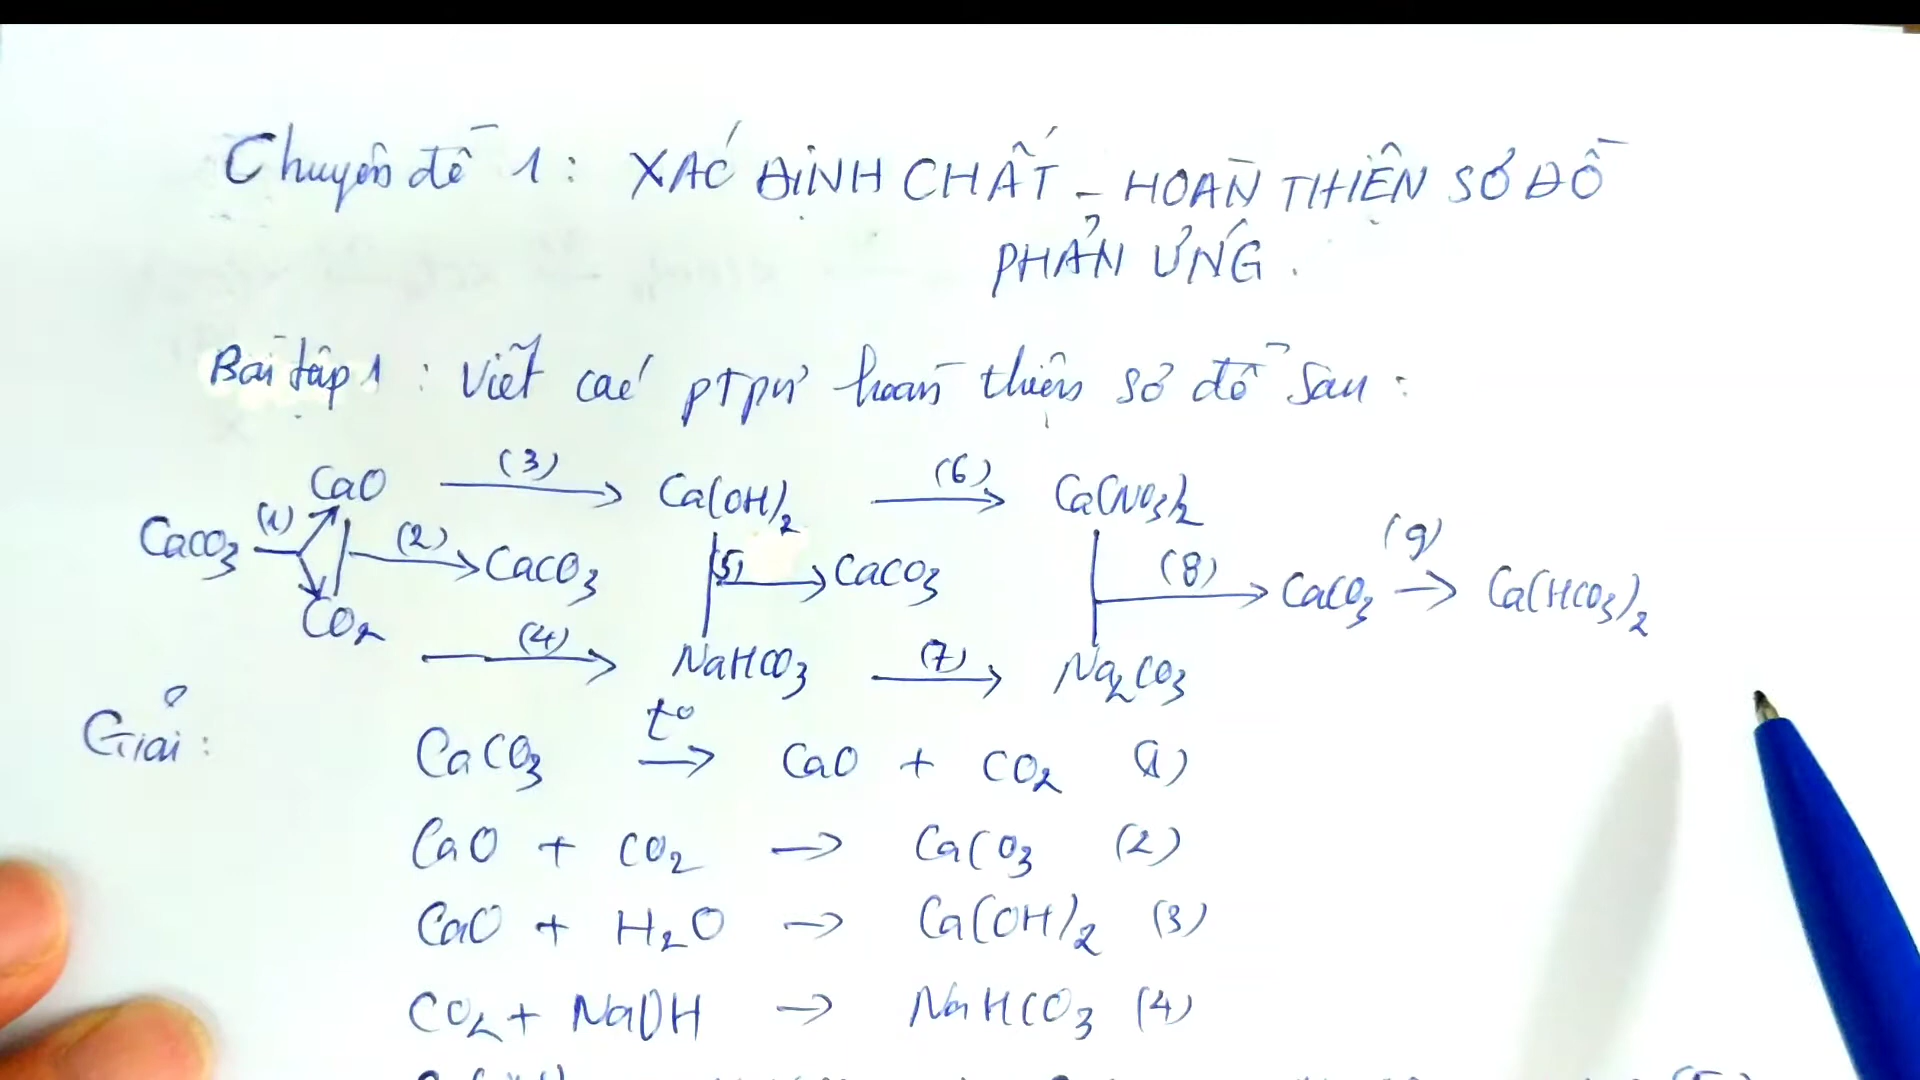 Chuyên đề 1: XÁC ĐỊNH CHẤT - HOÀN THIỆN SƠ ĐỒ
PHẢN ỨNG.
Bài tập 1: Viết các ptpư hoàn thiện sơ đồ sau:
CaO (3) Ca(OH)₂ (6) Ca(NO₃)₂
CaCO₃ (1) (2) CaCO₃ (5) CaCO₃ (8) CaCO₃ (9) Ca(HCO₃)₂
CO₂ (4) NaHCO₃ (7) Na₂CO₃
Giải:
CaCO₃ t° → CaO + CO₂ (1)
CaO + CO₂ → CaCO₃ (2)
CaO + H₂O → Ca(OH)₂ (3)
CO₂ + NaOH → NaHCO₃ (4)